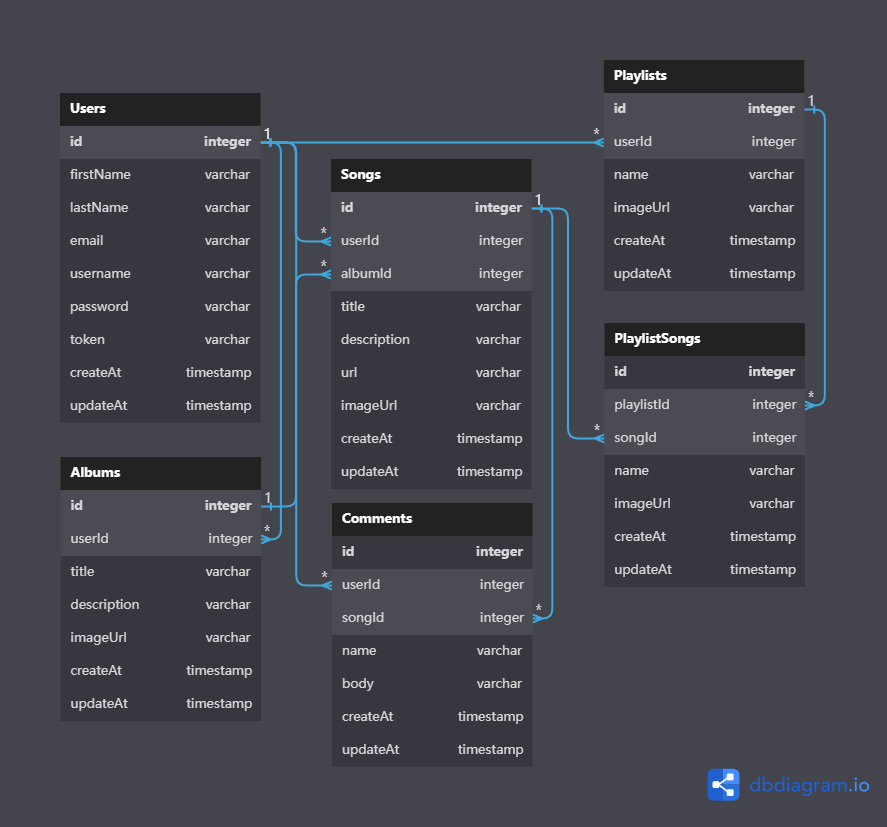 Users
id integer
firstName varchar
lastName varchar
email varchar
username varchar
password varchar
token varchar
createAt timestamp
updateAt timestamp
1
Albums
id integer
userId integer
title varchar
description varchar
imageUrl varchar
createAt timestamp
updateAt timestamp
1
*
Songs
id integer
userId integer
albumId integer
title varchar
description varchar
url varchar
imageUrl varchar
createAt timestamp
updateAt timestamp
1
*
*
Comments
id integer
userId integer
songId integer
name varchar
body varchar
createAt timestamp
updateAt timestamp
*
*
Playlists
id integer
userId integer
name varchar
imageUrl varchar
createAt timestamp
updateAt timestamp
1
*
PlaylistSongs
id integer
playlistId integer
songId integer
name varchar
imageUrl varchar
createAt timestamp
updateAt timestamp
*
*
dbdiagram.io